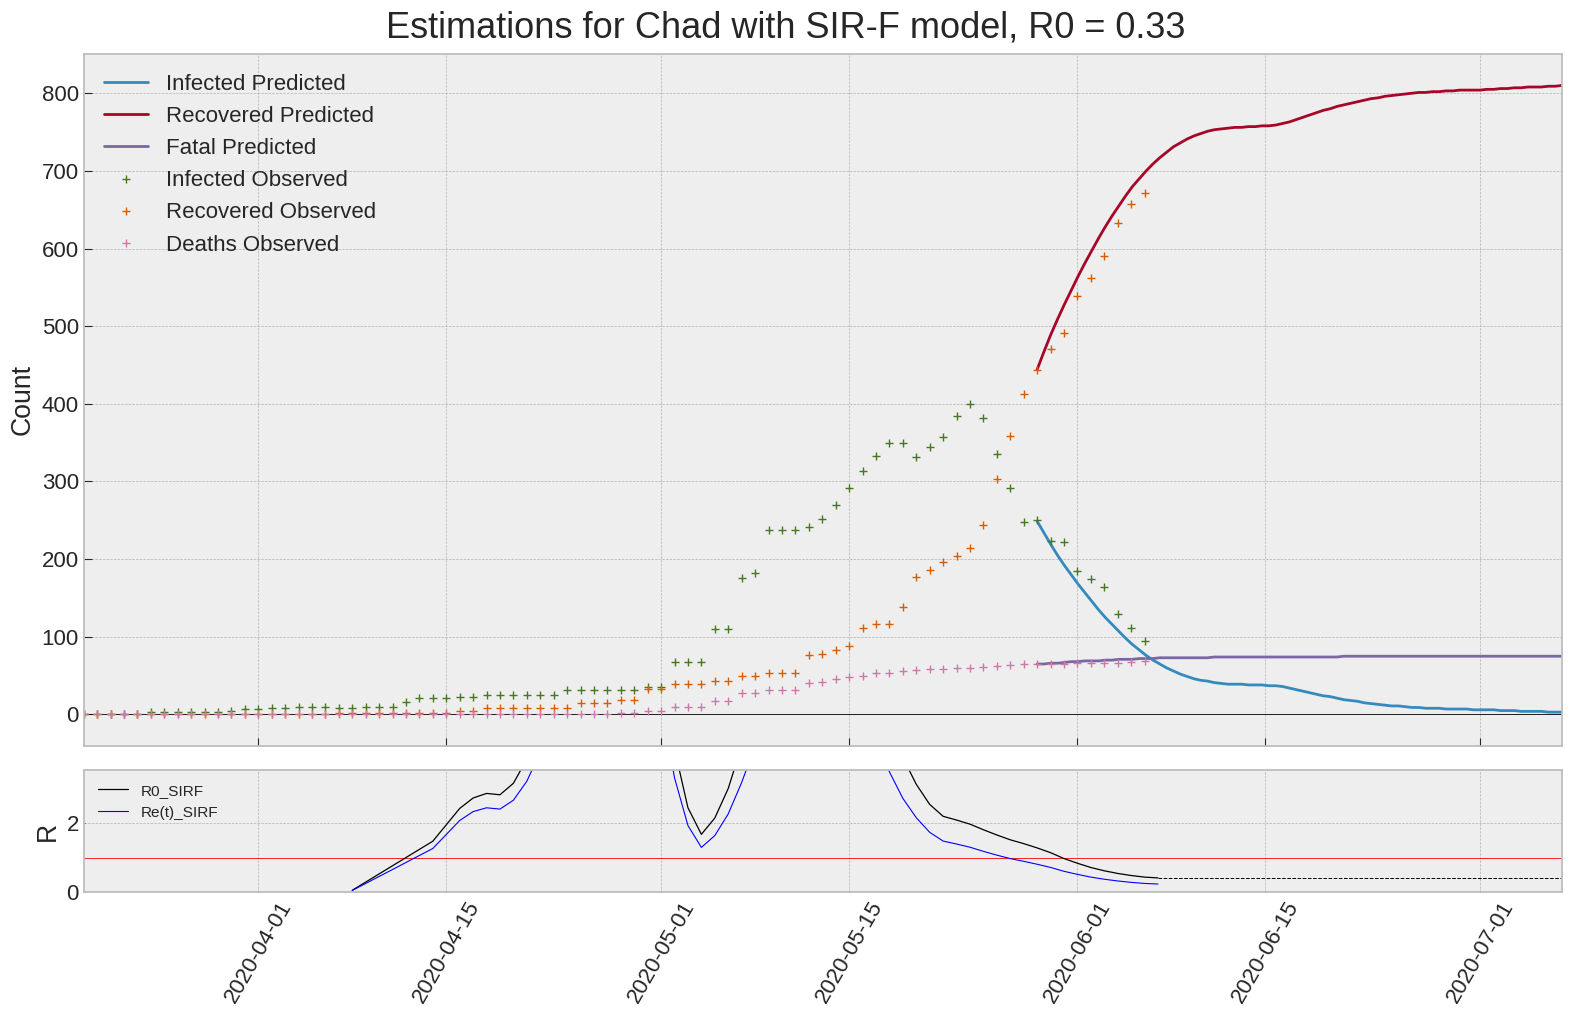 Estimations for Chad with SIR-F model, R0 = 0.33
Infected Predicted
Recovered Predicted
Fatal Predicted
Infected Observed
Recovered Observed
Deaths Observed
Count
800
700
600
500
400
300
200
100
0
R0_SIRF
Re(t)_SIRF
R
2
0
2020-04-01
2020-04-15
2020-05-01
2020-05-15
2020-06-01
2020-06-15
2020-07-01